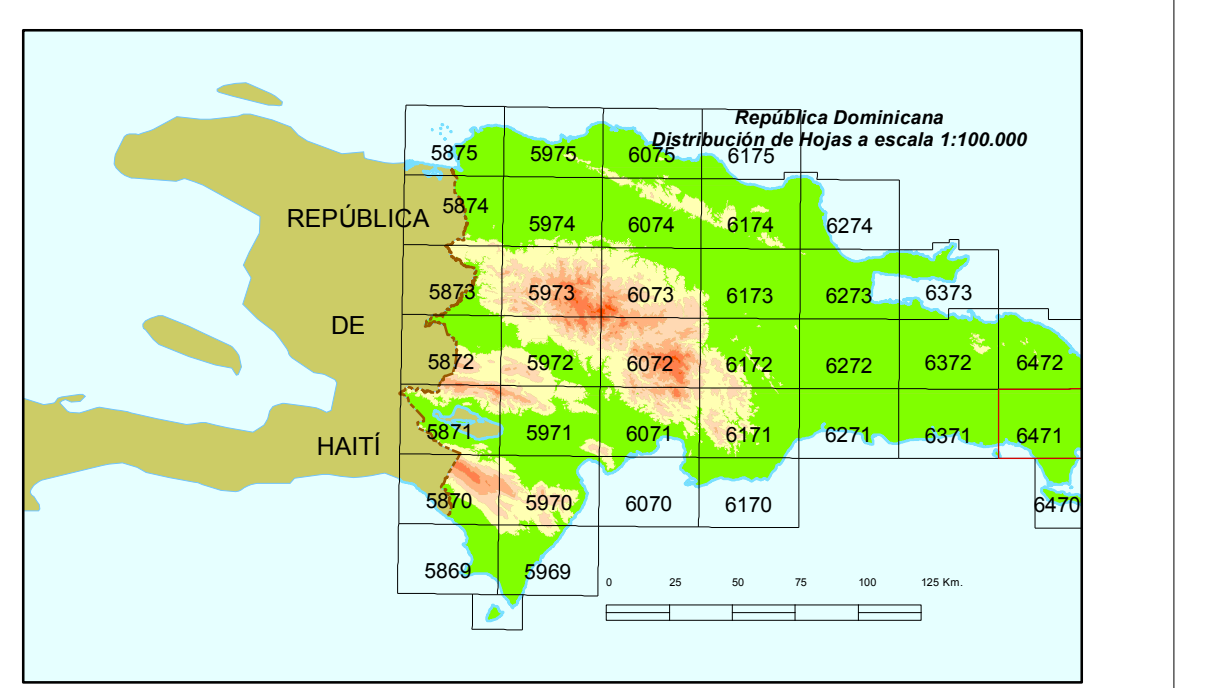 República Dominicana
Distribución de Hojas a escala 1:100.000
5875 5975 6075 6175
REPÚBLICA
5874 5974 6074 6174 6274
5873 5973 6073 6173 6273 6373
DE
5872 5972 6072 6172 6272 6372 6472
HAITÍ
5871 5971 6071 6171 6271 6371 6471
5870 5970 6070 6170 6470
5869 5969
0 25 50 75 100 125 Km.